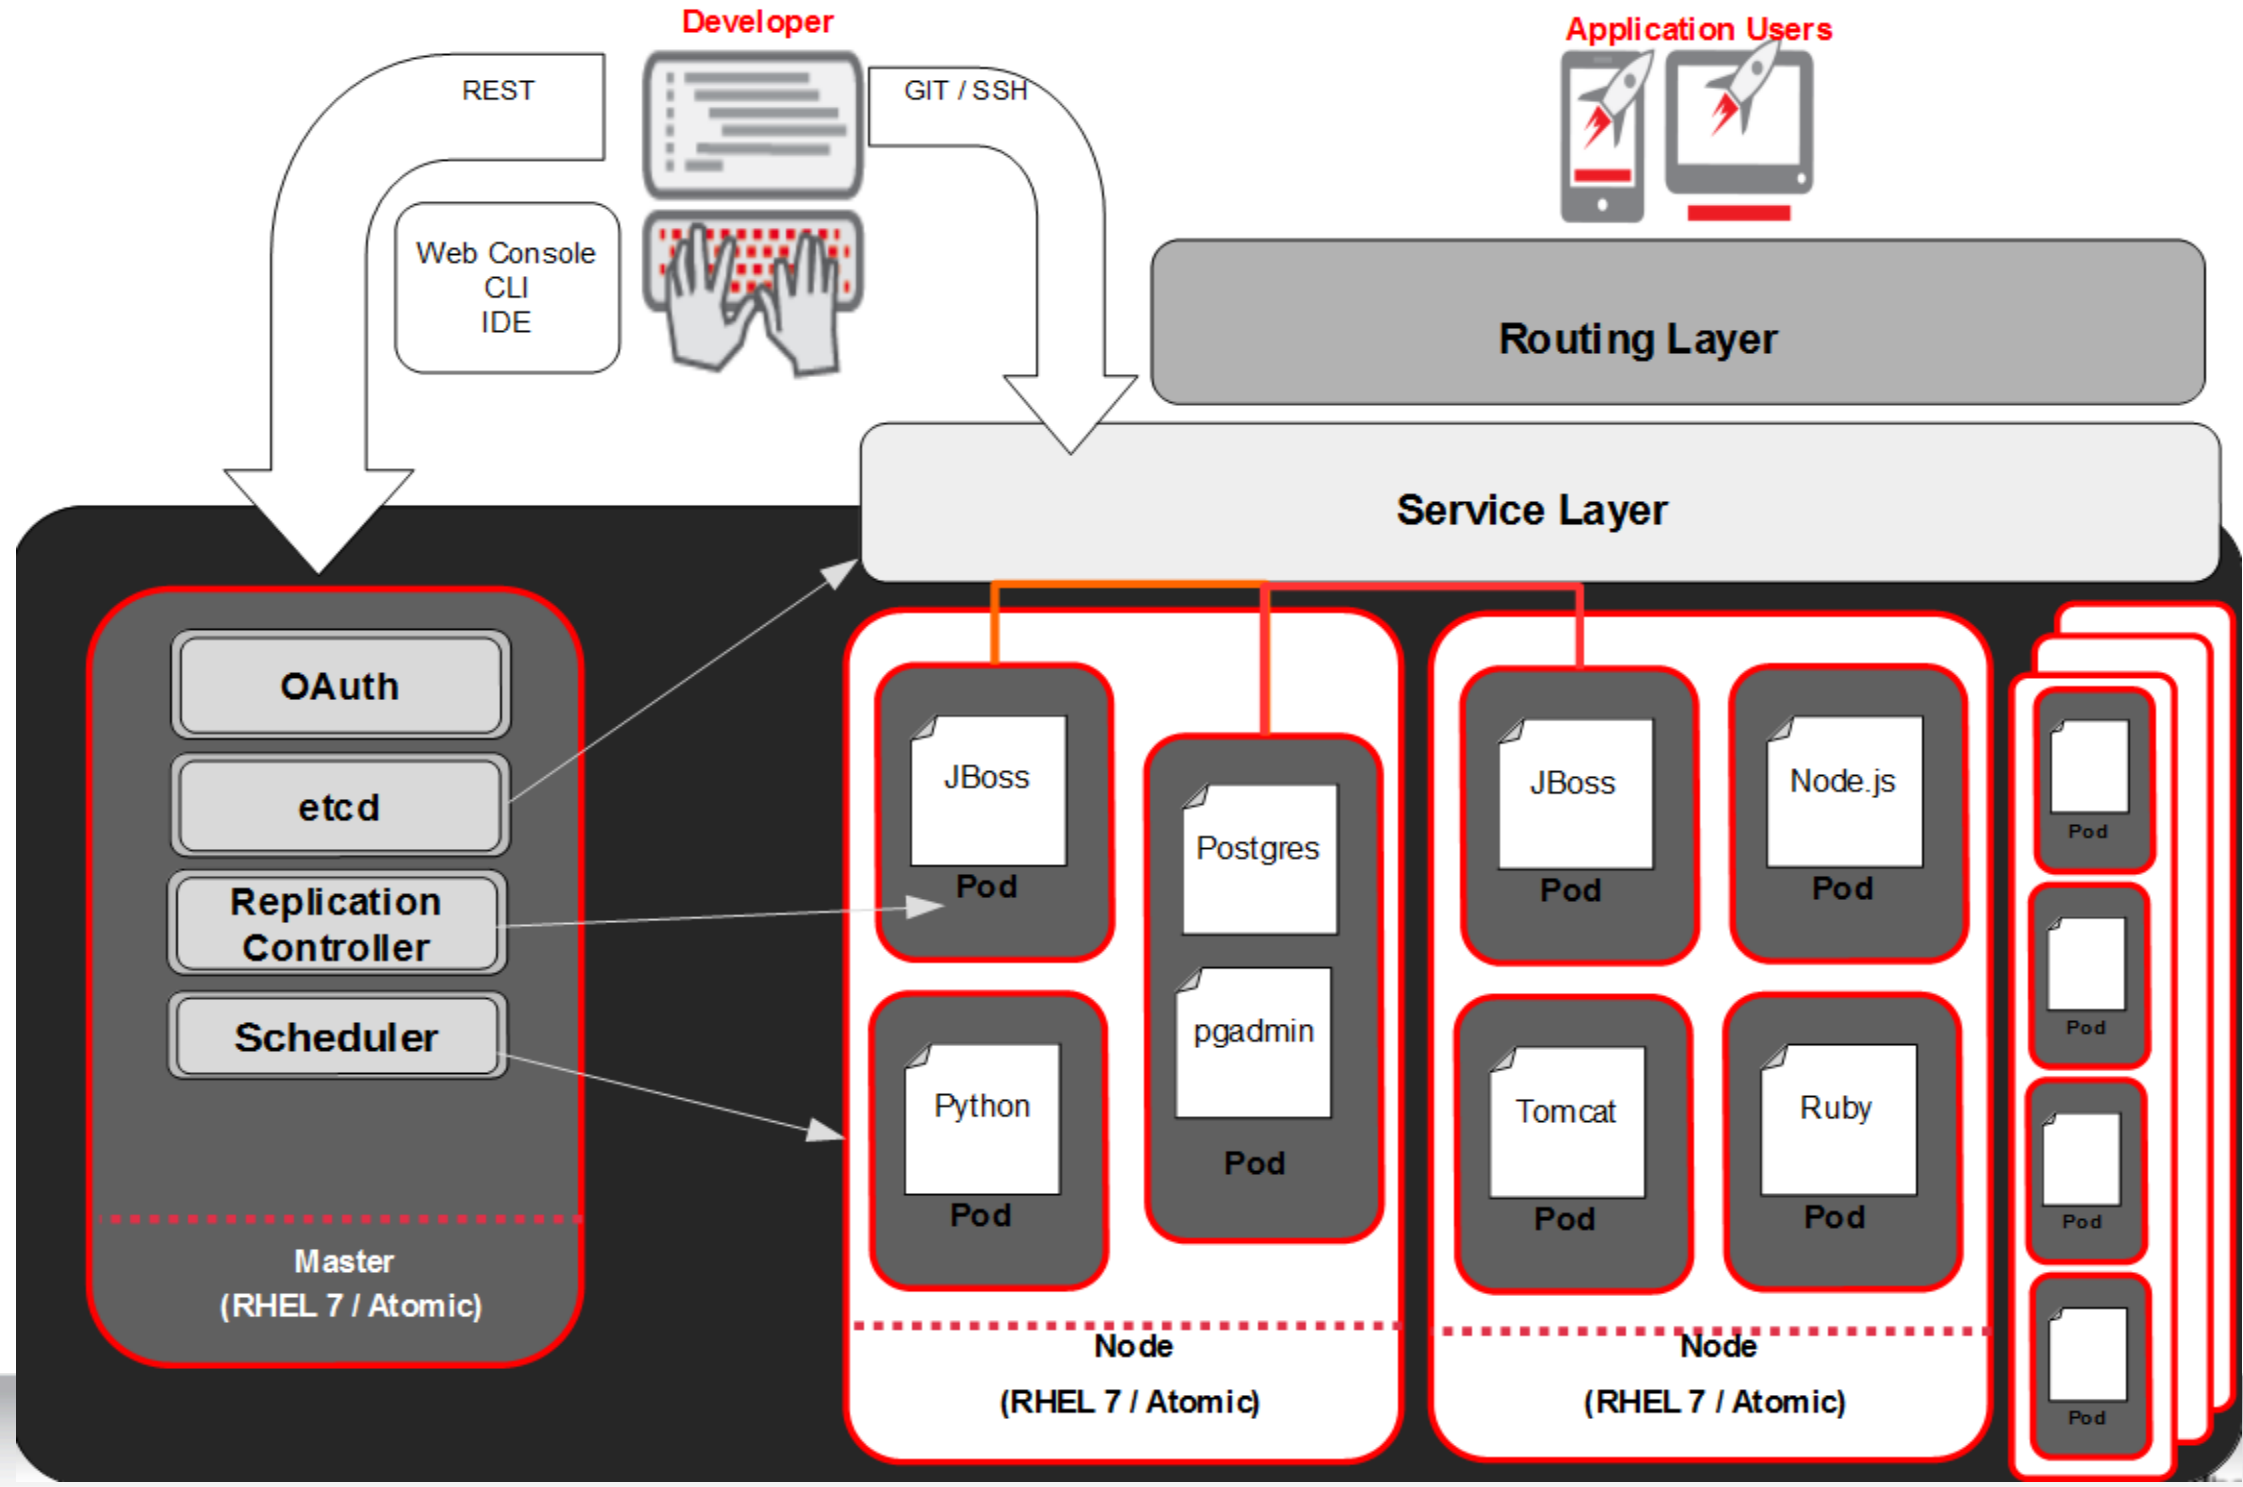 Developer
Application Users
REST
GIT / SSH
Web Console
CLI
IDE
Routing Layer
Service Layer
OAuth
etcd
Replication
Controller
Scheduler
Master
(RHEL 7 / Atomic)
JBoss
Pod
Postgres
pgadmin
Pod
Python
Pod
Node
(RHEL 7 / Atomic)
JBoss
Pod
Node.js
Pod
Tomcat
Pod
Ruby
Pod
Node
(RHEL 7 / Atomic)
Pod
Pod
Pod
Pod